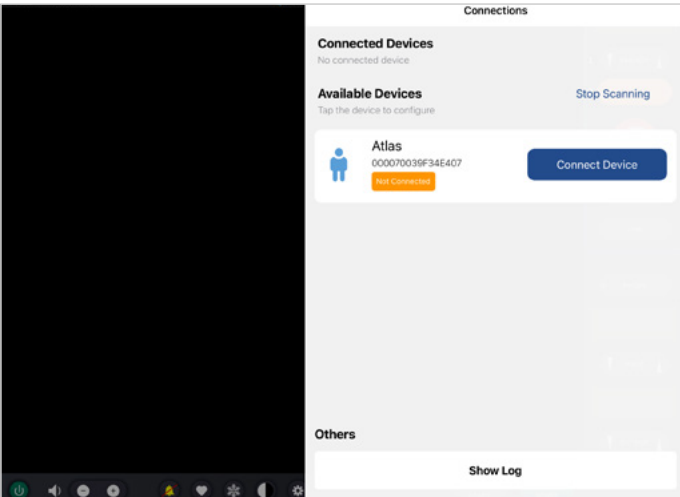 Connections
Connected Devices
No connected device
Available Devices
Stop Scanning
Tap the device to configure
Atlas
000070039F34E407
Not Connected
Connect Device
Others
Show Log